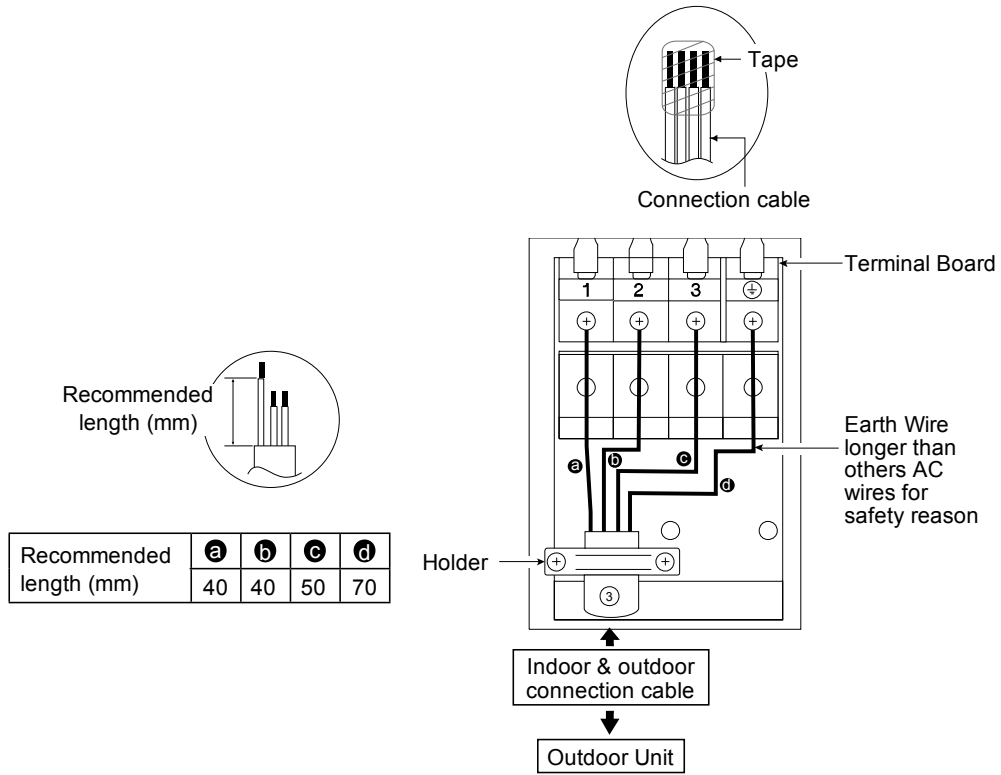 Tape
Connection cable
Terminal Board
1 2 3
Recommended
length (mm)
a
b
c
d
Earth Wire
longer than
others AC
wires for
safety reason
Recommended
length (mm)
a b c d
40 40 50 70
Holder
3
Indoor & outdoor
connection cable
Outdoor Unit